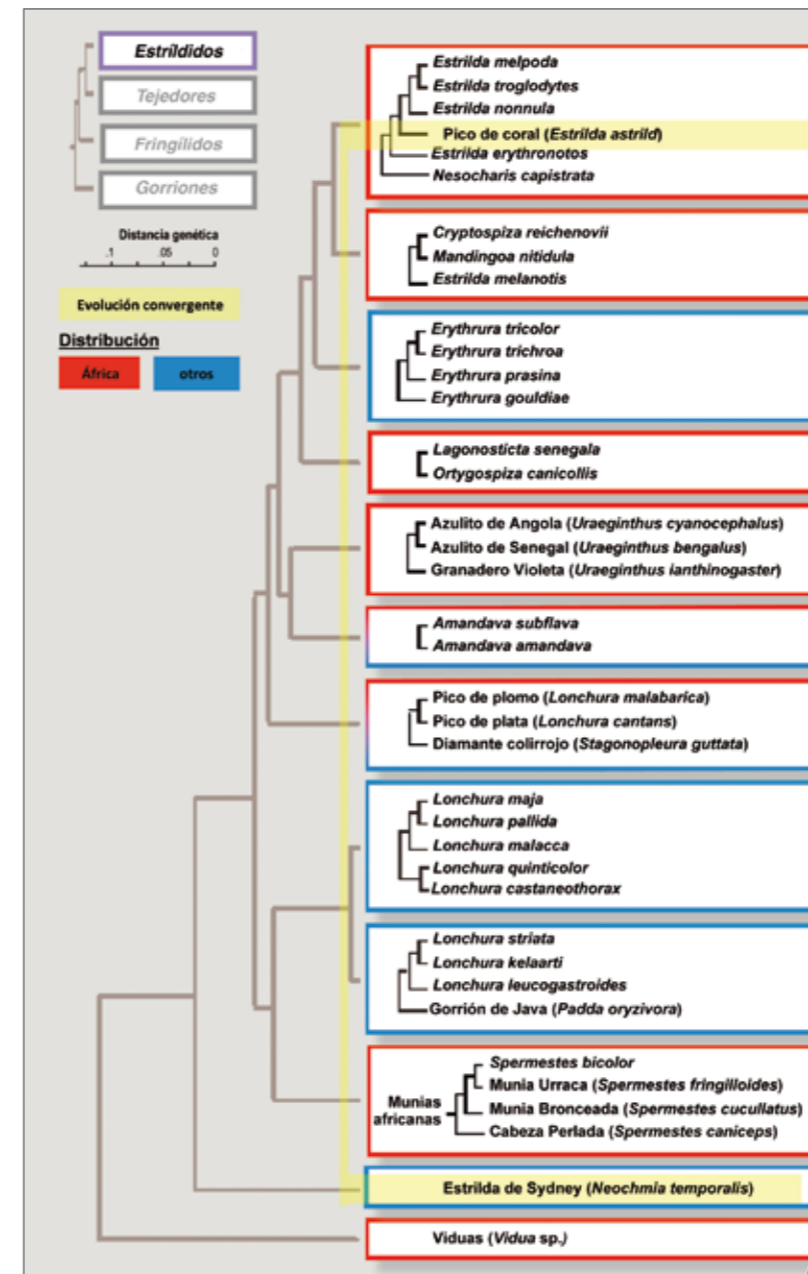 Estríldidos
Tejedores
Fringílidos
Gorriones
Distancia genética
.1 .05 0
Evolución convergente
Distribución
África
otros
Estrilda melpoda
Estrilda troglodytes
Estrilda nonnula
Pico de coral (Estrilda astrild)
Estrilda erythronotos
Nesocharis capistrata
Cryptospiza reichenovii
Mandingoa nitidula
Estrilda melanotis
Erythrura tricolor
Erythrura trichroa
Erythrura prasina
Erythrura gouldiae
Lagonosticta senegala
Ortygospiza canicollis
Azulito de Angola (Uraeginthus cyanocephalus)
Azulito de Senegal (Uraeginthus bengalus)
Granadero Violeta (Uraeginthus ianthinogaster)
Amandava subflava
Amandava amandava
Pico de plomo (Lonchura malabarica)
Pico de plata (Lonchura cantans)
Diamante colirrojo (Stagonopleura guttata)
Lonchura maja
Lonchura pallida
Lonchura malacca
Lonchura quinticolor
Lonchura castaneothorax
Lonchura striata
Lonchura kelaarti
Lonchura leucogastroides
Gorrión de Java (Padda oryzivora)
Munias
africanas
Spermestes bicolor
Munia Urraca (Spermestes fringilloides)
Munia Bronceada (Spermestes cucullatus)
Cabeza Perlada (Spermestes caniceps)
Estrilda de Sydney (Neochmia temporalis)
Viduas (Vidua sp.)